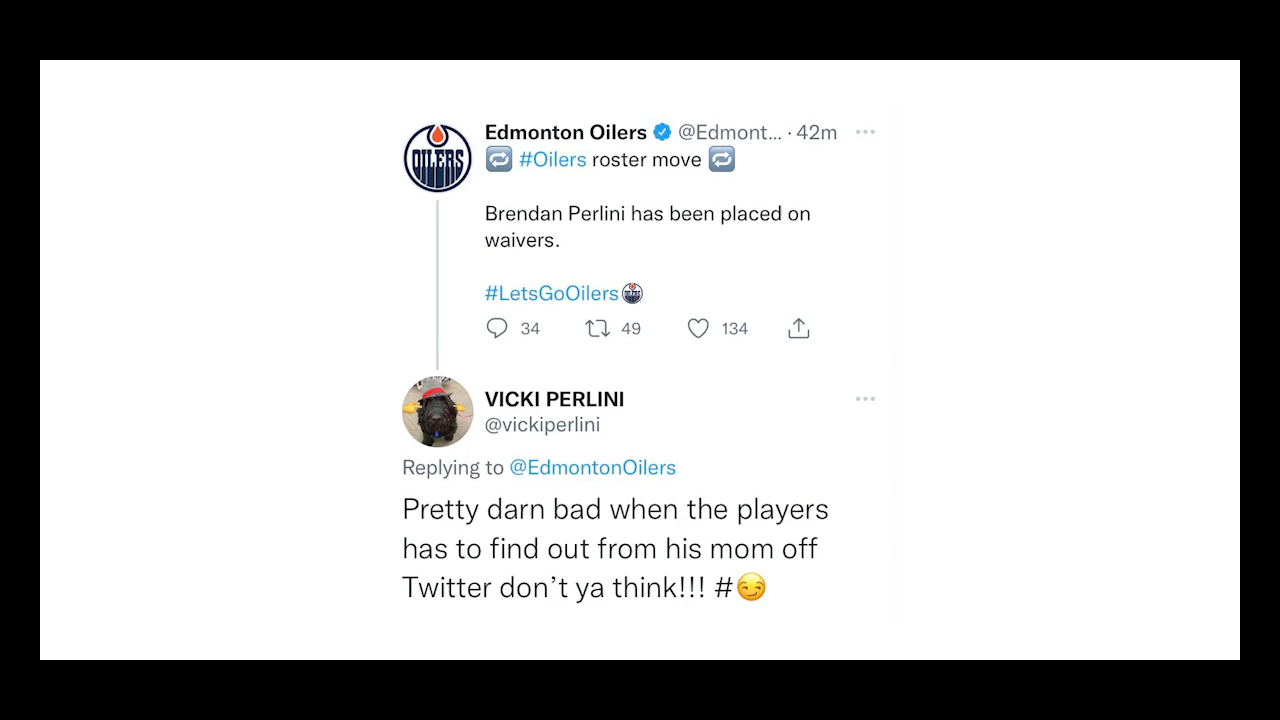 Edmonton Oilers @Edmont... · 42m
#Oilers roster move
Brendan Perlini has been placed on
waivers.
#LetsGoOilers
34 49 134
OILERS
VICKI PERLINI
@vickiperlini
Replying to @EdmontonOilers
Pretty darn bad when the players
has to find out from his mom off
Twitter don’t ya think!!! #😏